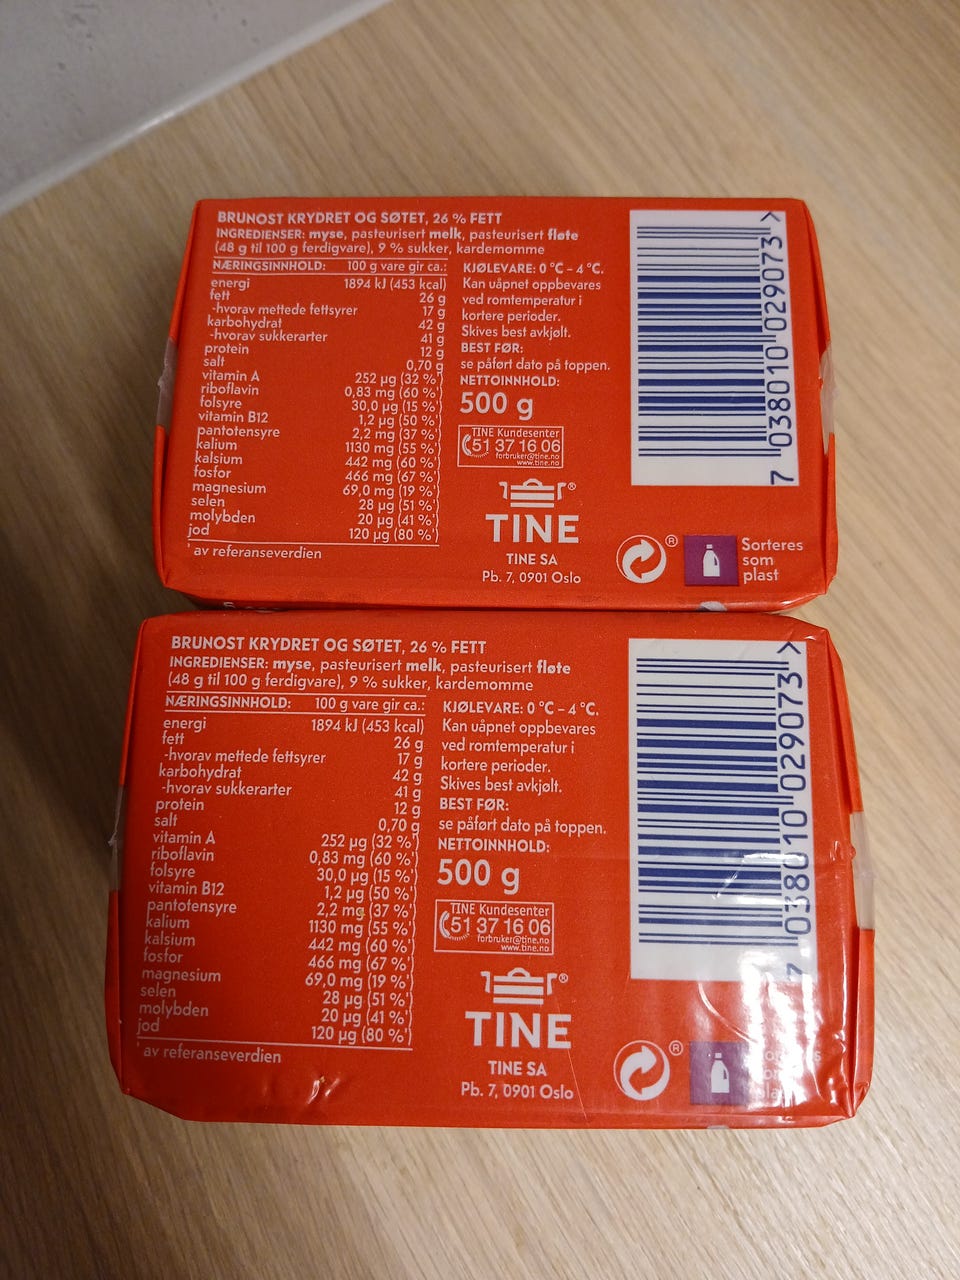 BRUNOST KRYDRET OG SØTET, 26 % FETT
INGREDIENSER: myse, pasteurisert melk, pasteurisert fløte
(48 g til 100 g ferdigvare), 9 % sukker, kardemomme
NÆRINGSINNHOLD: 100 g vare gir ca.:
energi 1894 kJ (453 kcal)
fett 26 g
-hvorav mettede fettsyrer 17 g
karbohydrat 42 g
-hvorav sukkerarter 41 g
protein 12 g
salt 0,70 g
vitamin A 252 µg (32 %*)
riboflavin 0,83 mg (60 %*)
folsyre 30,0 µg (15 %*)
vitamin B12 1,2 µg (50 %*)
pantotensyre 2,2 mg (37 %*)
kalium 1130 mg (55 %*)
kalsium 442 mg (60 %*)
fosfor 466 mg (67 %*)
magnesium 69,0 mg (19 %*)
selen 28 µg (51 %*)
molybden 20 µg (41 %*)
jod 120 µg (80 %*)
* av referanseverdien
KJØLEVARE: 0 °C – 4 °C.
Kan uåpnet oppbevares
ved romtemperatur i
kortere perioder.
Skives best avkjølt.
BEST FØR:
se påført dato på toppen.
NETTOINNHOLD:
500 g
TINE Kundesenter
51 37 16 06
forbruker@tine.no
www.tine.no
TINE®
TINE SA
Pb. 7, 0901 Oslo
®
Sorteres
som
plast
7 038010 029073 >
BRUNOST KRYDRET OG SØTET, 26 % FETT
INGREDIENSER: myse, pasteurisert melk, pasteurisert fløte
(48 g til 100 g ferdigvare), 9 % sukker, kardemomme
NÆRINGSINNHOLD: 100 g vare gir ca.:
energi 1894 kJ (453 kcal)
fett 26 g
-hvorav mettede fettsyrer 17 g
karbohydrat 42 g
-hvorav sukkerarter 41 g
protein 12 g
salt 0,70 g
vitamin A 252 µg (32 %*)
riboflavin 0,83 mg (60 %*)
folsyre 30,0 µg (15 %*)
vitamin B12 1,2 µg (50 %*)
pantotensyre 2,2 mg (37 %*)
kalium 1130 mg (55 %*)
kalsium 442 mg (60 %*)
fosfor 466 mg (67 %*)
magnesium 69,0 mg (19 %*)
selen 28 µg (51 %*)
molybden 20 µg (41 %*)
jod 120 µg (80 %*)
* av referanseverdien
KJØLEVARE: 0 °C – 4 °C.
Kan uåpnet oppbevares
ved romtemperatur i
kortere perioder.
Skives best avkjølt.
BEST FØR:
se påført dato på toppen.
NETTOINNHOLD:
500 g
TINE Kundesenter
51 37 16 06
forbruker@tine.no
www.tine.no
TINE®
TINE SA
Pb. 7, 0901 Oslo
®
7 038010 029073 >